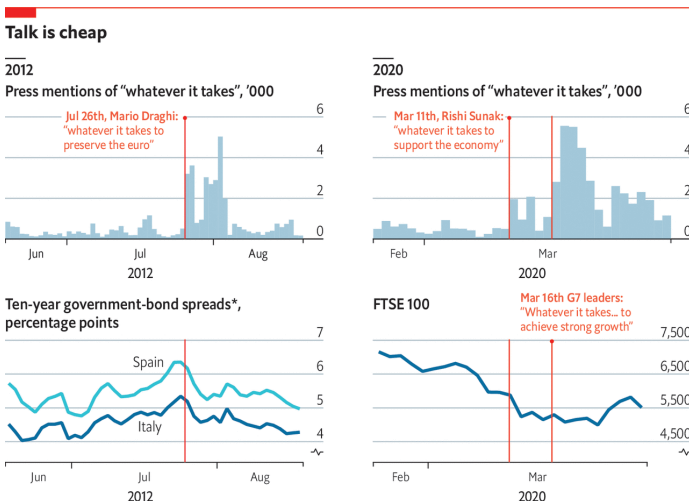 Talk is cheap
2012
Press mentions of “whatever it takes”, ’000
Jul 26th, Mario Draghi:
“whatever it takes to
preserve the euro”
6
4
2
0
Jun
Jul
Aug
2012
2020
Press mentions of “whatever it takes”, ’000
Mar 11th, Rishi Sunak:
“whatever it takes to
support the economy”
6
4
2
0
Feb
Mar
2020
Ten-year government-bond spreads*,
percentage points
7
6
5
4
Spain
Italy
Jun
Jul
Aug
2012
FTSE 100
Mar 16th G7 leaders:
“Whatever it takes... to
achieve strong growth”
7,500
6,500
5,500
4,500
Feb
Mar
2020